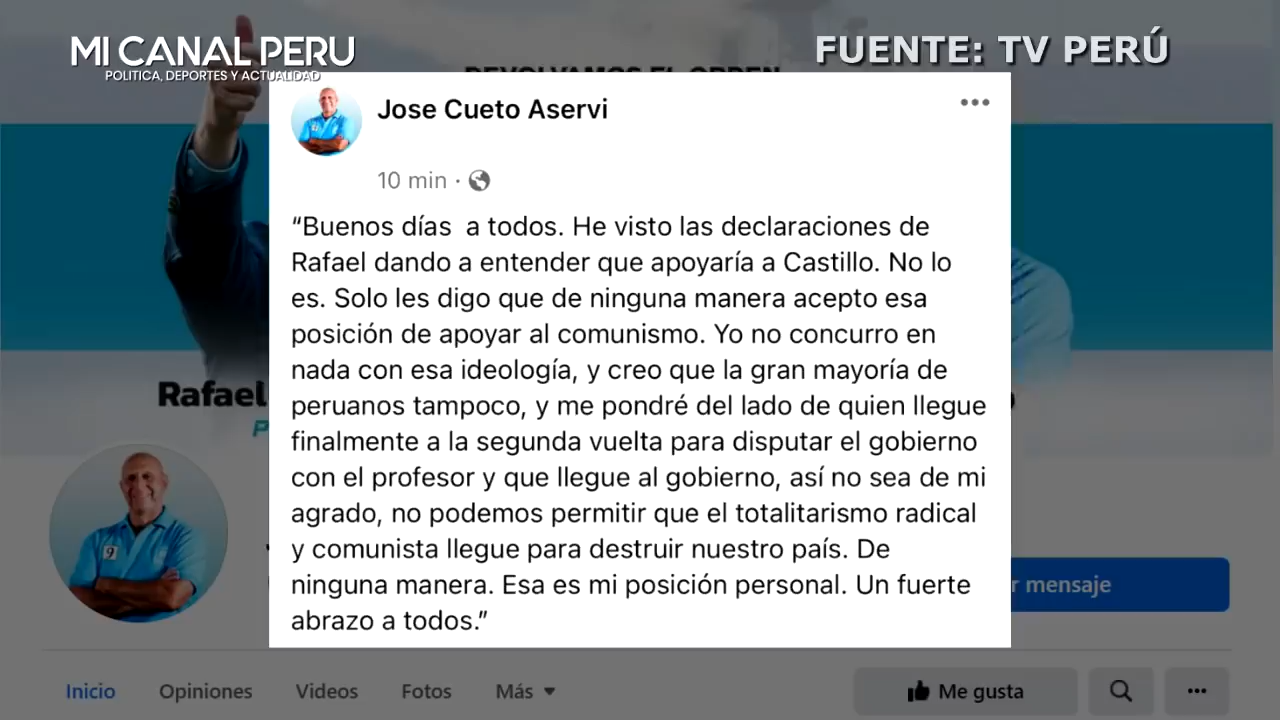 MI CANAL PERU
POLITICA, DEPORTES Y ACTUALIDAD
FUENTE: TV PERÚ
DEVOLVAMOS EL ORDEN
Jose Cueto Aservi
10 min ·
“Buenos días  a todos. He visto las declaraciones de
Rafael dando a entender que apoyaría a Castillo. No lo
es. Solo les digo que de ninguna manera acepto esa
posición de apoyar al comunismo. Yo no concurro en
nada con esa ideología, y creo que la gran mayoría de
peruanos tampoco, y me pondré del lado de quien llegue
finalmente a la segunda vuelta para disputar el gobierno
con el profesor y que llegue al gobierno, así no sea de mi
agrado, no podemos permitir que el totalitarismo radical
y comunista llegue para destruir nuestro país. De
ninguna manera. Esa es mi posición personal. Un fuerte
abrazo a todos.”
Rafael
9
mensaje
Inicio Opiniones Videos Fotos Más
Me gusta